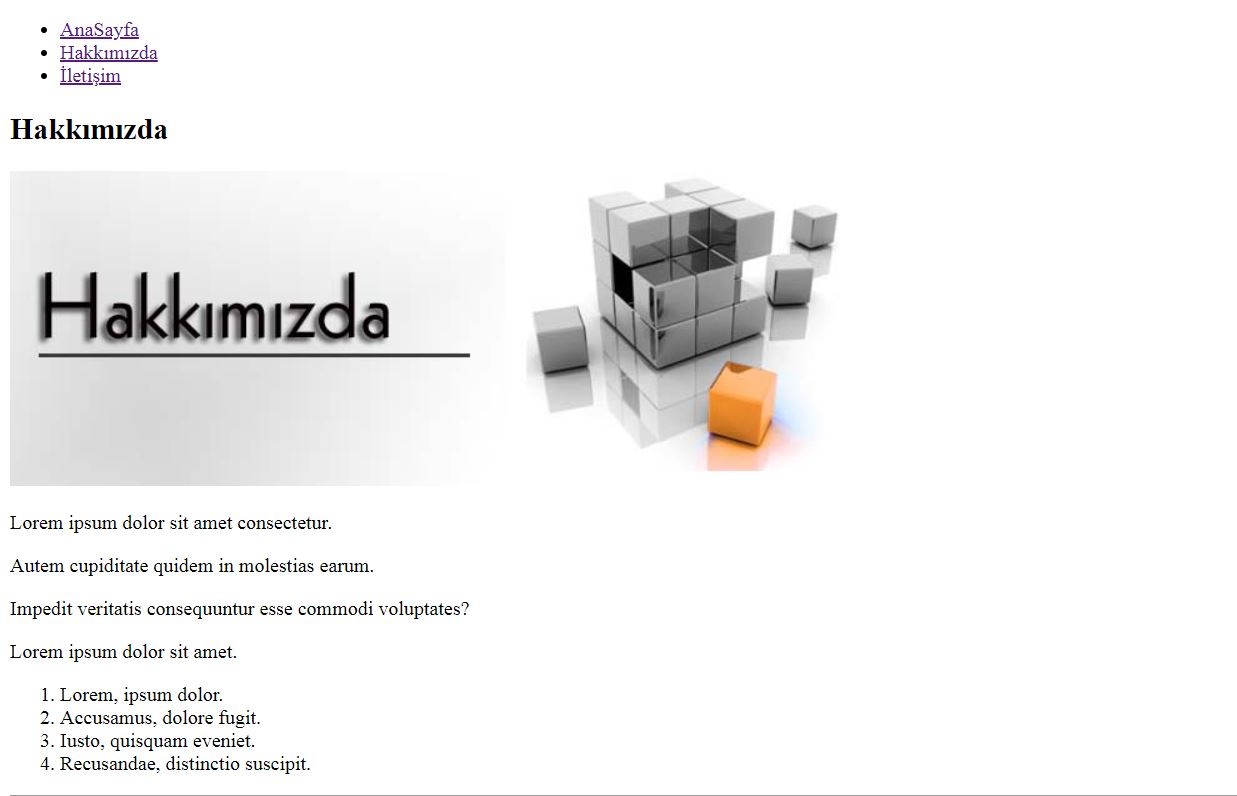 AnaSayfa
Hakkımızda
İletişim
Hakkımızda
Hakkımızda
Lorem ipsum dolor sit amet consectetur.
Autem cupiditate quidem in molestias earum.
Impedit veritatis consequuntur esse commodi voluptates?
Lorem ipsum dolor sit amet.
1. Lorem, ipsum dolor.
2. Accusamus, dolore fugit.
3. Iusto, quisquam eveniet.
4. Recusandae, distinctio suscipit.